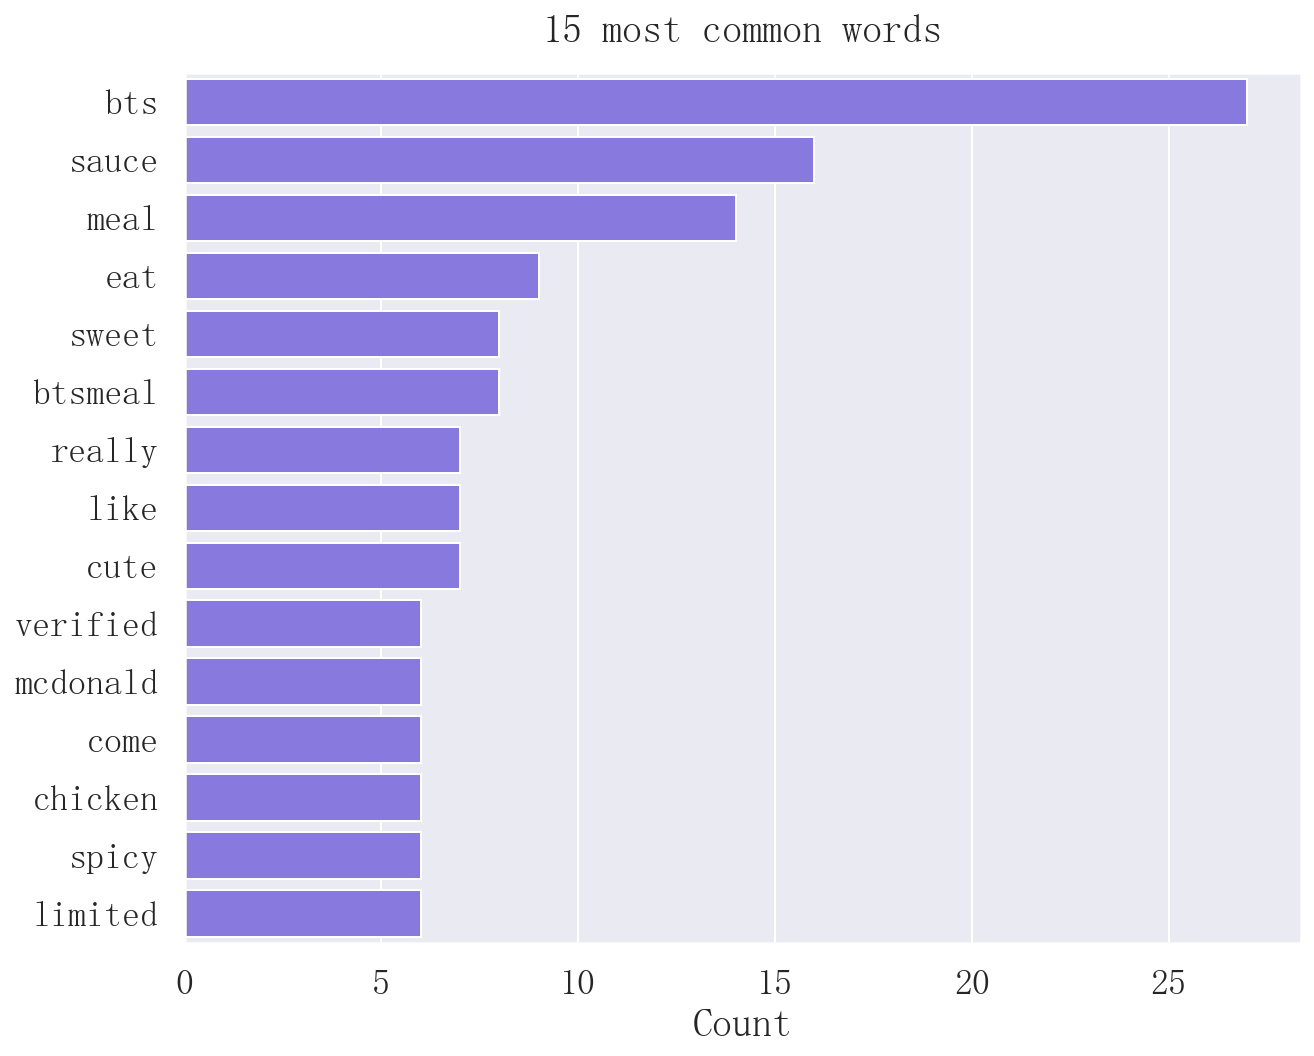 15 most common words
bts
sauce
meal
eat
sweet
btsmeal
really
like
cute
verified
mcdonald
come
chicken
spicy
limited
0 5 10 15 20 25
Count